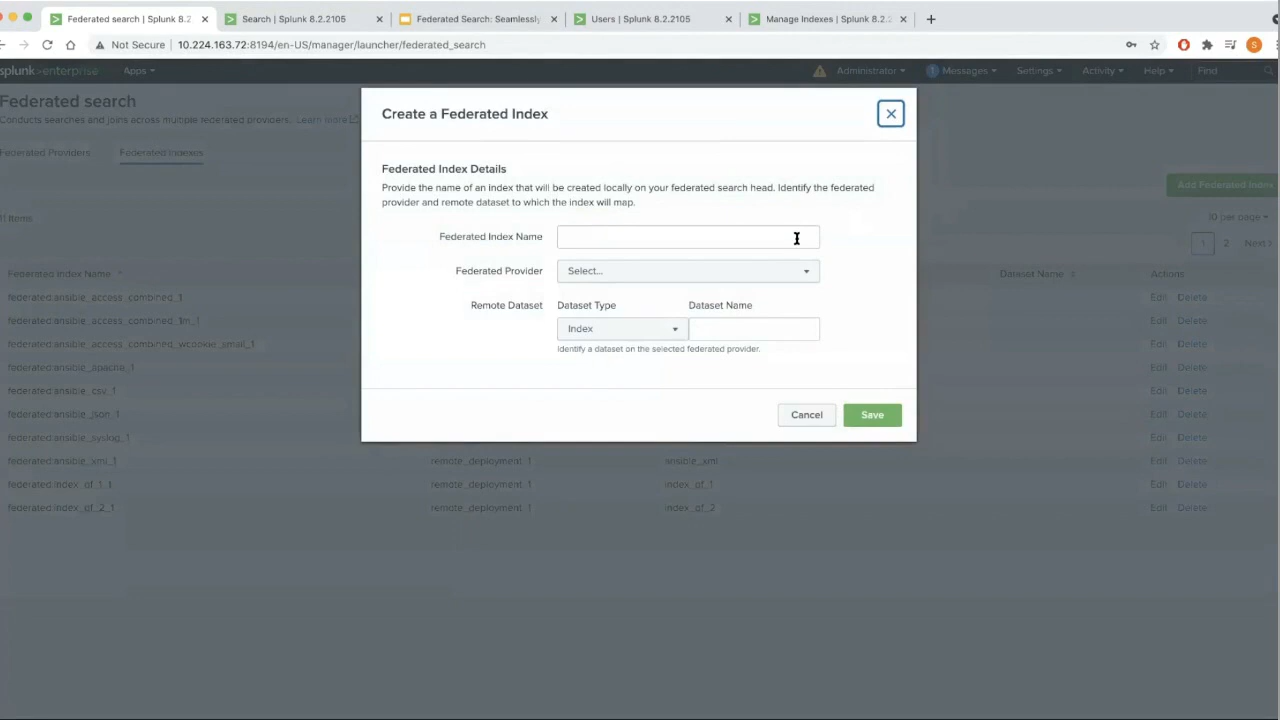 Federated search | Splunk 8.2
Search | Splunk 8.2.2105
Federated Search: Seamlessly
Users | Splunk 8.2.2105
Manage Indexes | Splunk 8.2.2
Not Secure | 10.224.163.72:8194/en-US/manager/launcher/federated_search
S
splunk>enterprise Apps
Administrator 1 Messages Settings Activity Help Find
Federated search
Conducts searches and joins across multiple federated providers. Learn more
Federated Providers Federated Indexes
Add Federated Index
11 Items
10 per page
1 2 Next >
Federated Index Name Dataset Name Actions
federated:ansible_access_combined_1 Edit Delete
federated:ansible_access_combined_1m_1 Edit Delete
federated:ansible_access_combined_wcookie_small_1 Edit Delete
federated:ansible_apache_1 Edit Delete
federated:ansible_csv_1 Edit Delete
federated:ansible_json_1 Edit Delete
federated:ansible_syslog_1 Edit Delete
federated:ansible_xml_1 remote_deployment_1 ansible_xml Edit Delete
federated:index_of_1_1 remote_deployment_1 index_of_1 Edit Delete
federated:index_of_2_1 remote_deployment_1 index_of_2 Edit Delete
Create a Federated Index
Federated Index Details
Provide the name of an index that will be created locally on your federated search head. Identify the federated
provider and remote dataset to which the index will map.
Federated Index Name
Federated Provider Select...
Remote Dataset Dataset Type Dataset Name
Index
Identify a dataset on the selected federated provider.
Cancel Save